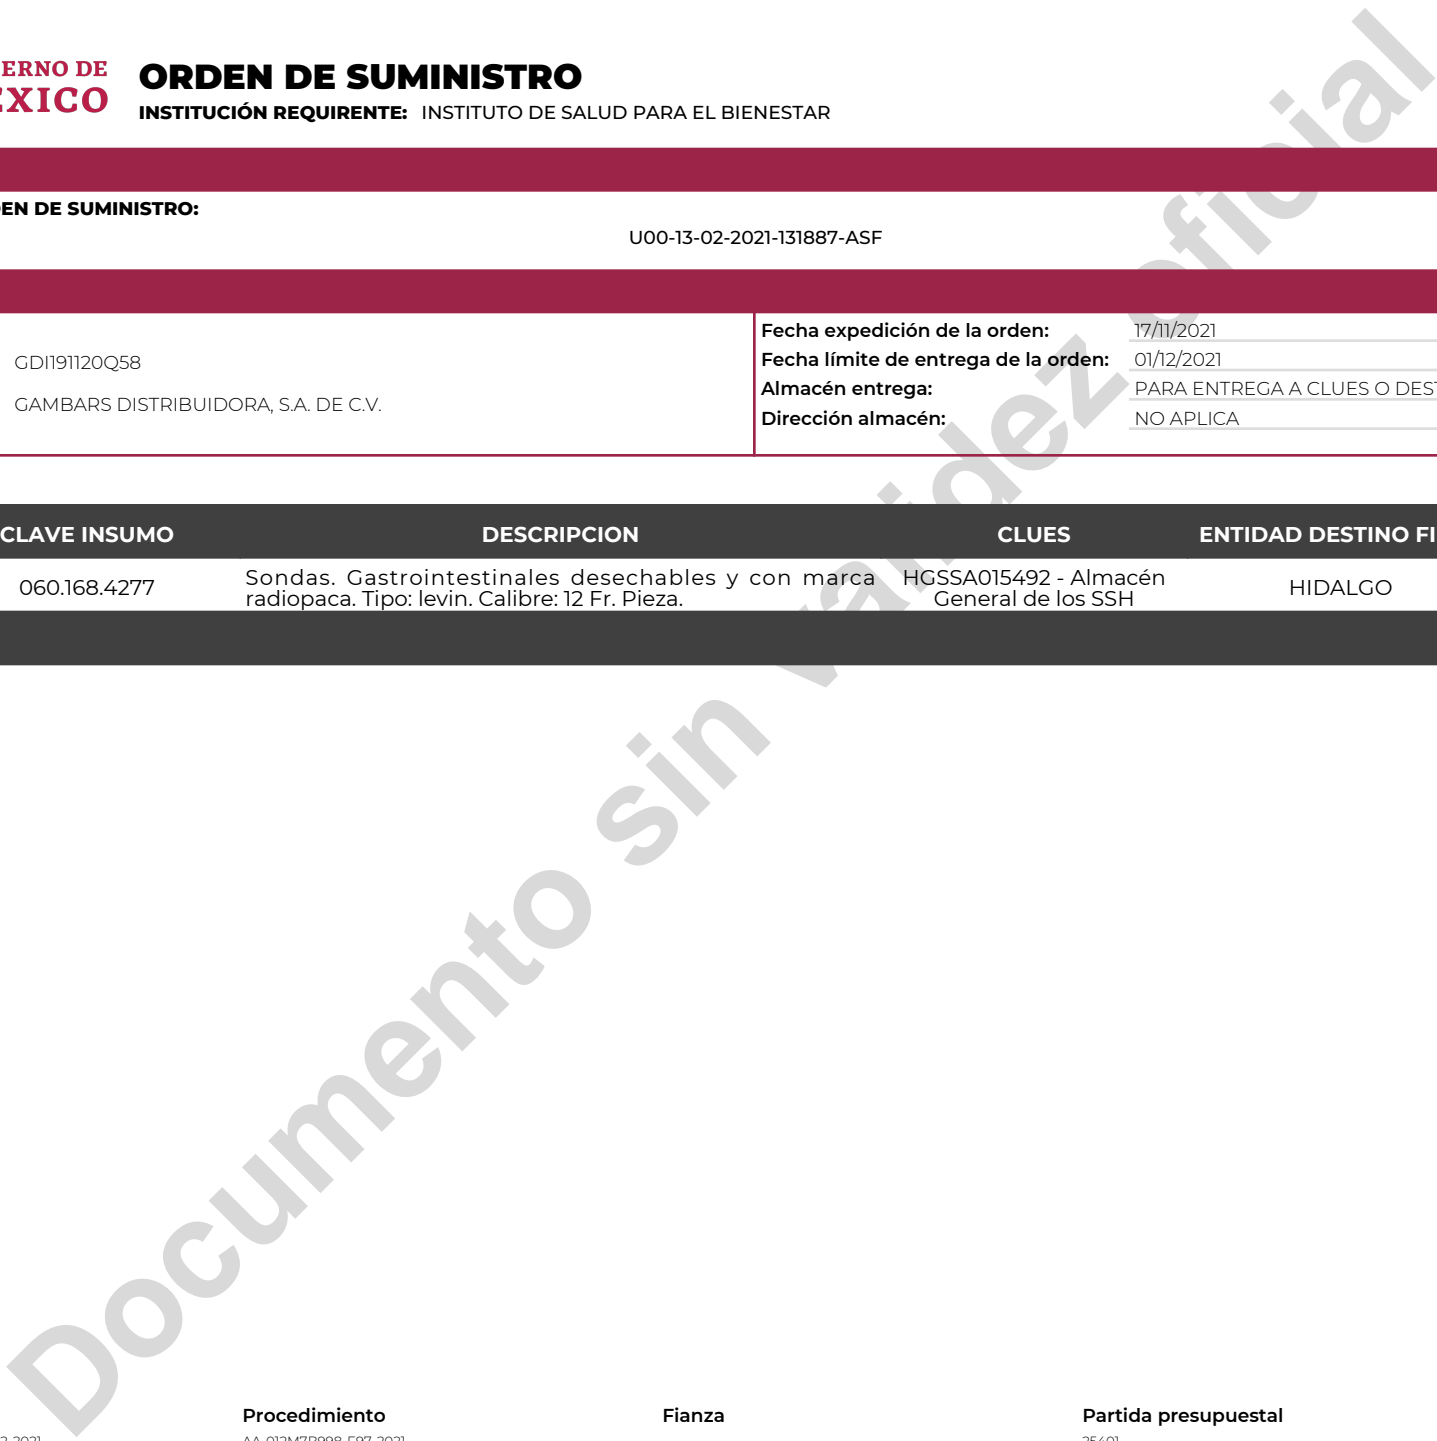 ERNO DE
EXICO
ORDEN DE SUMINISTRO
INSTITUCIÓN REQUIRENTE: INSTITUTO DE SALUD PARA EL BIENESTAR
EN DE SUMINISTRO:
U00-13-02-2021-131887-ASF
GDI191120Q58
GAMBARS DISTRIBUIDORA, S.A. DE C.V.
Fecha expedición de la orden: 17/11/2021
Fecha límite de entrega de la orden: 01/12/2021
Almacén entrega: PARA ENTREGA A CLUES O DEST
Dirección almacén: NO APLICA
CLAVE INSUMO DESCRIPCION CLUES ENTIDAD DESTINO FI
060.168.4277 Sondas. Gastrointestinales desechables y con marca radiopaca. Tipo: levin. Calibre: 12 Fr. Pieza. HGSSA015492 - Almacén General de los SSH HIDALGO
Documento sin validez oficial
Procedimiento Fianza Partida presupuestal